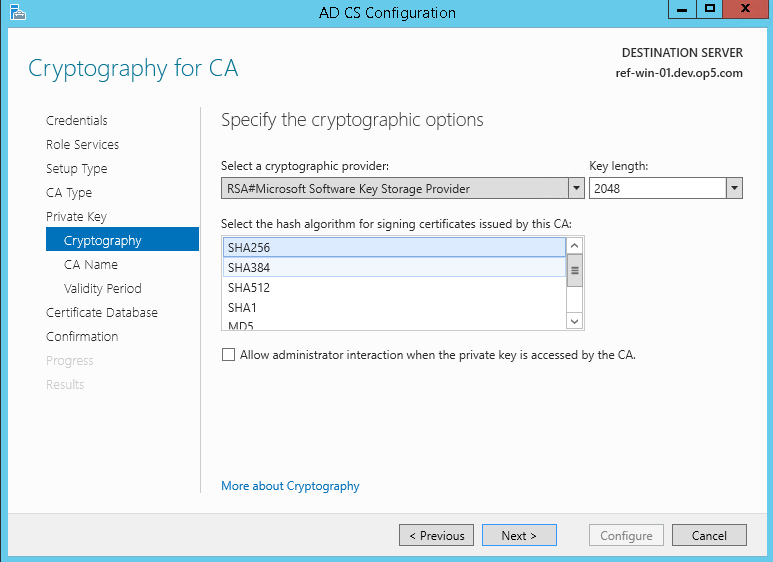 AD CS Configuration
Cryptography for CA
DESTINATION SERVER
ref-win-01.dev.op5.com
Credentials
Role Services
Setup Type
CA Type
Private Key
Cryptography
CA Name
Validity Period
Certificate Database
Confirmation
Progress
Results
Specify the cryptographic options
Select a cryptographic provider:
Key length:
RSA#Microsoft Software Key Storage Provider
2048
Select the hash algorithm for signing certificates issued by this CA:
SHA256
SHA384
SHA512
SHA1
MD5
Allow administrator interaction when the private key is accessed by the CA.
More about Cryptography
< Previous
Next >
Configure
Cancel